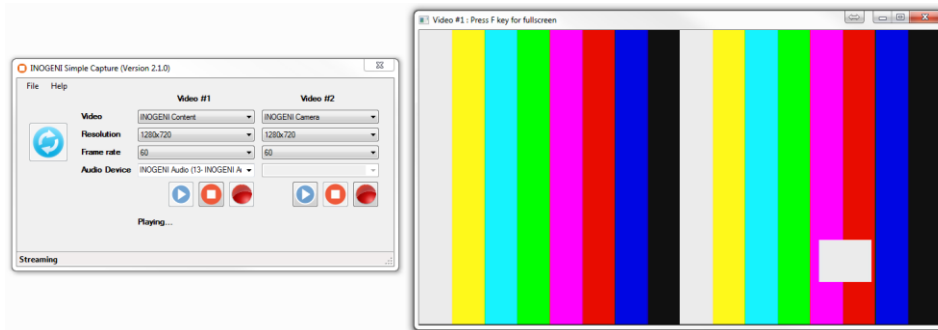 INOGENI Simple Capture (Version 2.1.0)
File Help
Video #1 Video #2
Video INOGENI Content INOGENI Camera
Resolution 1280x720 1280x720
Frame rate 60 60
Audio Device INOGENI Audio (13- INOGENI Au
Playing...
Streaming
Video #1 : Press F key for fullscreen